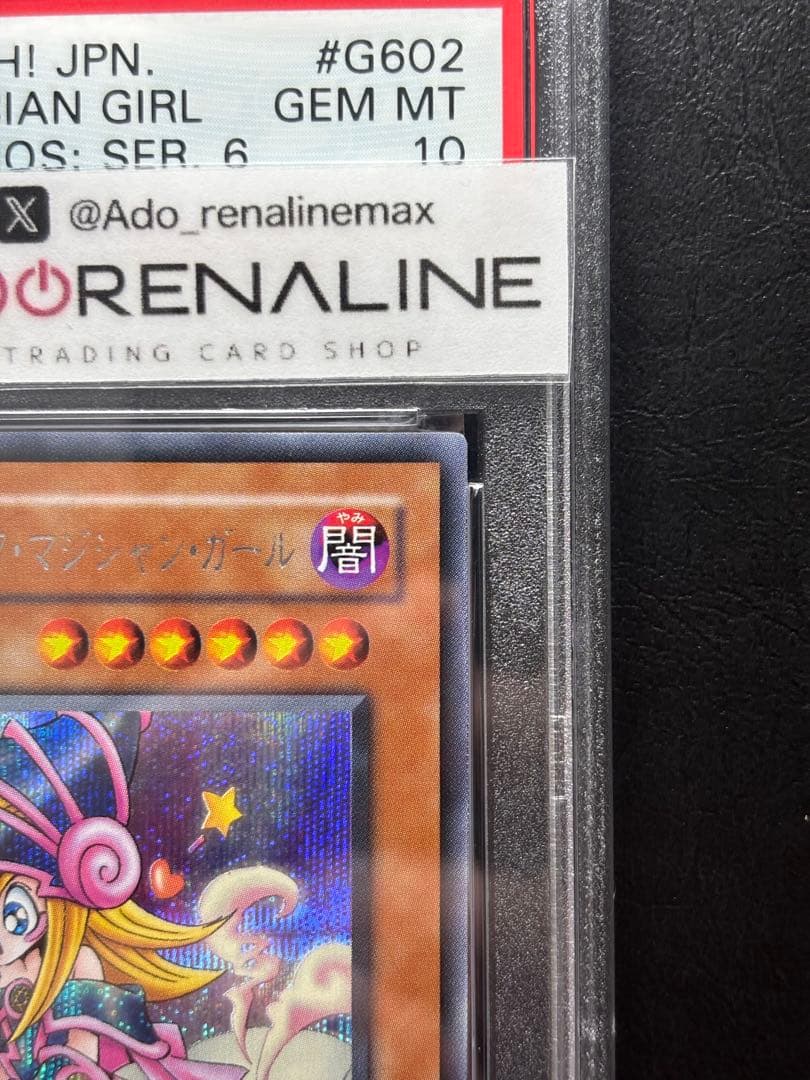 H! JPN. #G602
IAN GIRL GEM MT
OS: SER. 6 10
X @Ado_renalinemax
RENALINE
TRADING CARD SHOP
・マジシャン・ガール
やみ
闇